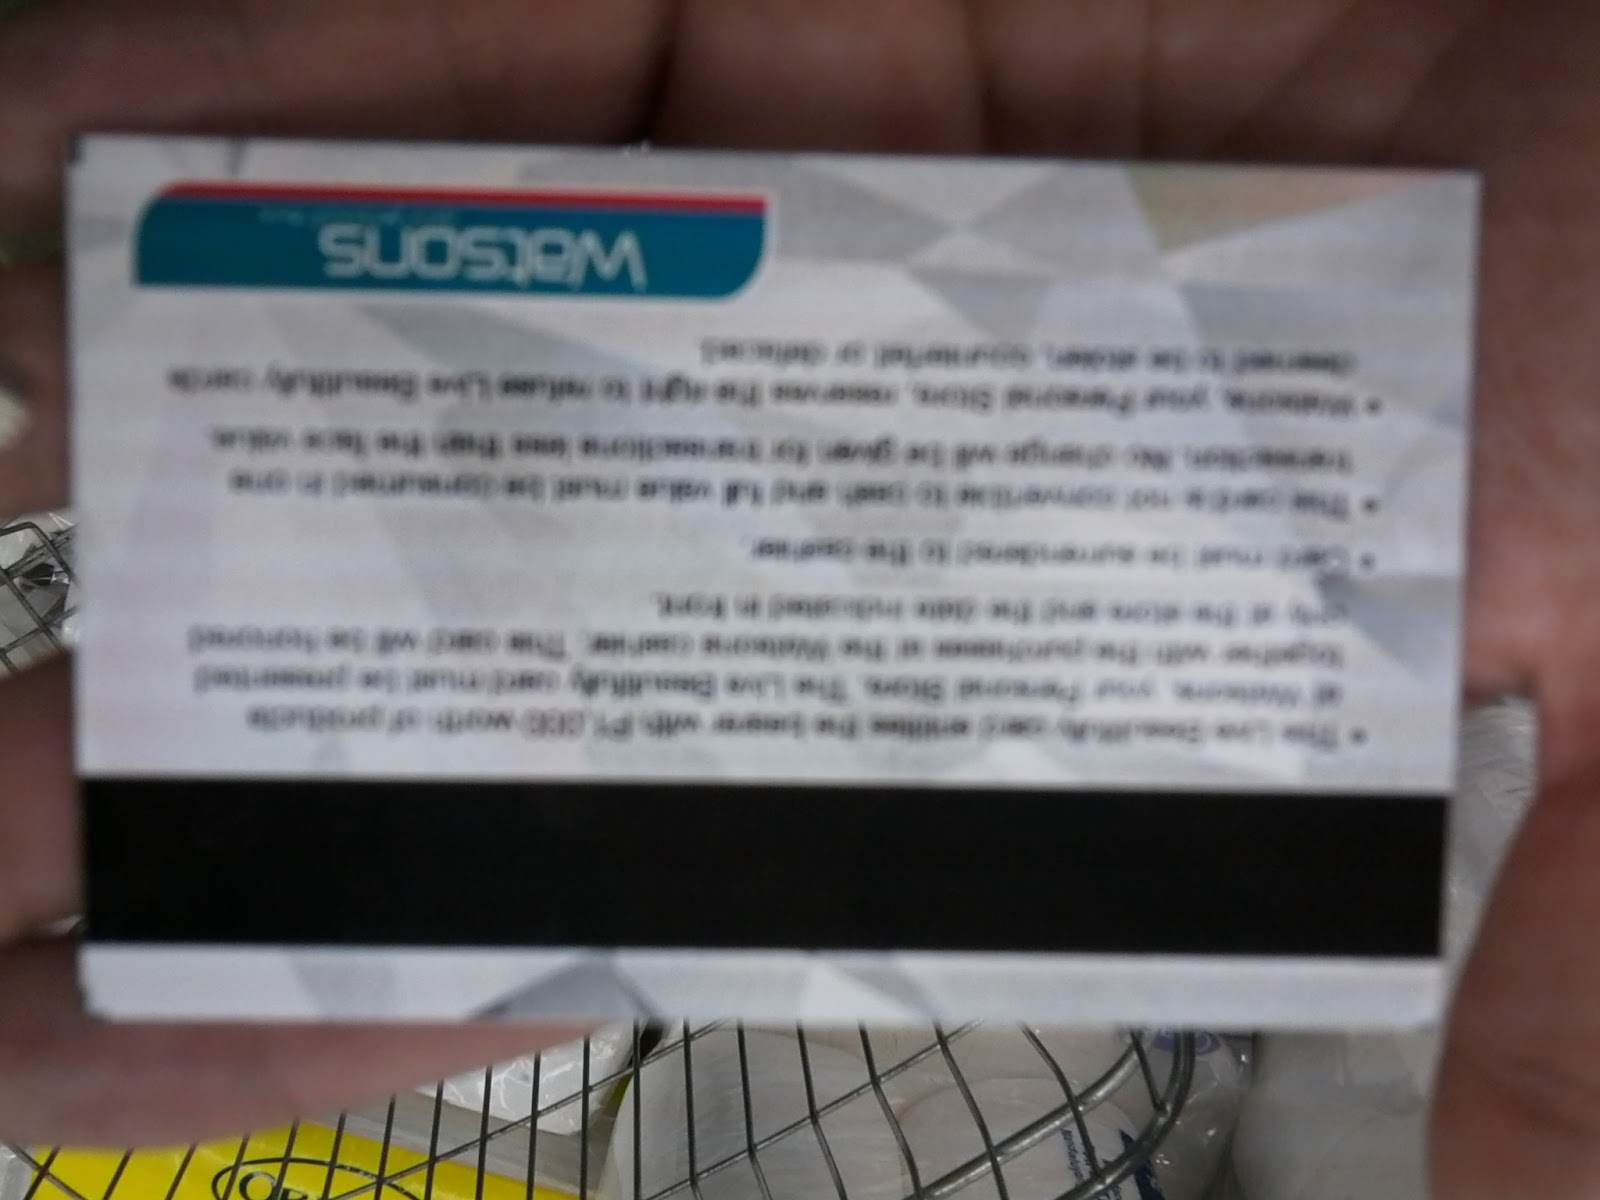 • This Live Beautifully card entitles the bearer with P1,000 worth of products
at Watsons, your Personal Store. The Live Beautifully card must be presented
together with the purchases at the Watsons cashier. This card will be honored
only at the store and the date indicated in front.
• Card must be surrendered to the cashier.
• This card is not convertible to cash and full value must be consumed in one
transaction. No change will be given for transactions less than the face value.
• Watsons, your Personal Store, reserves the right to refuse Live Beautifully cards
deemed to be stolen, counterfeit or defaced.
watsons